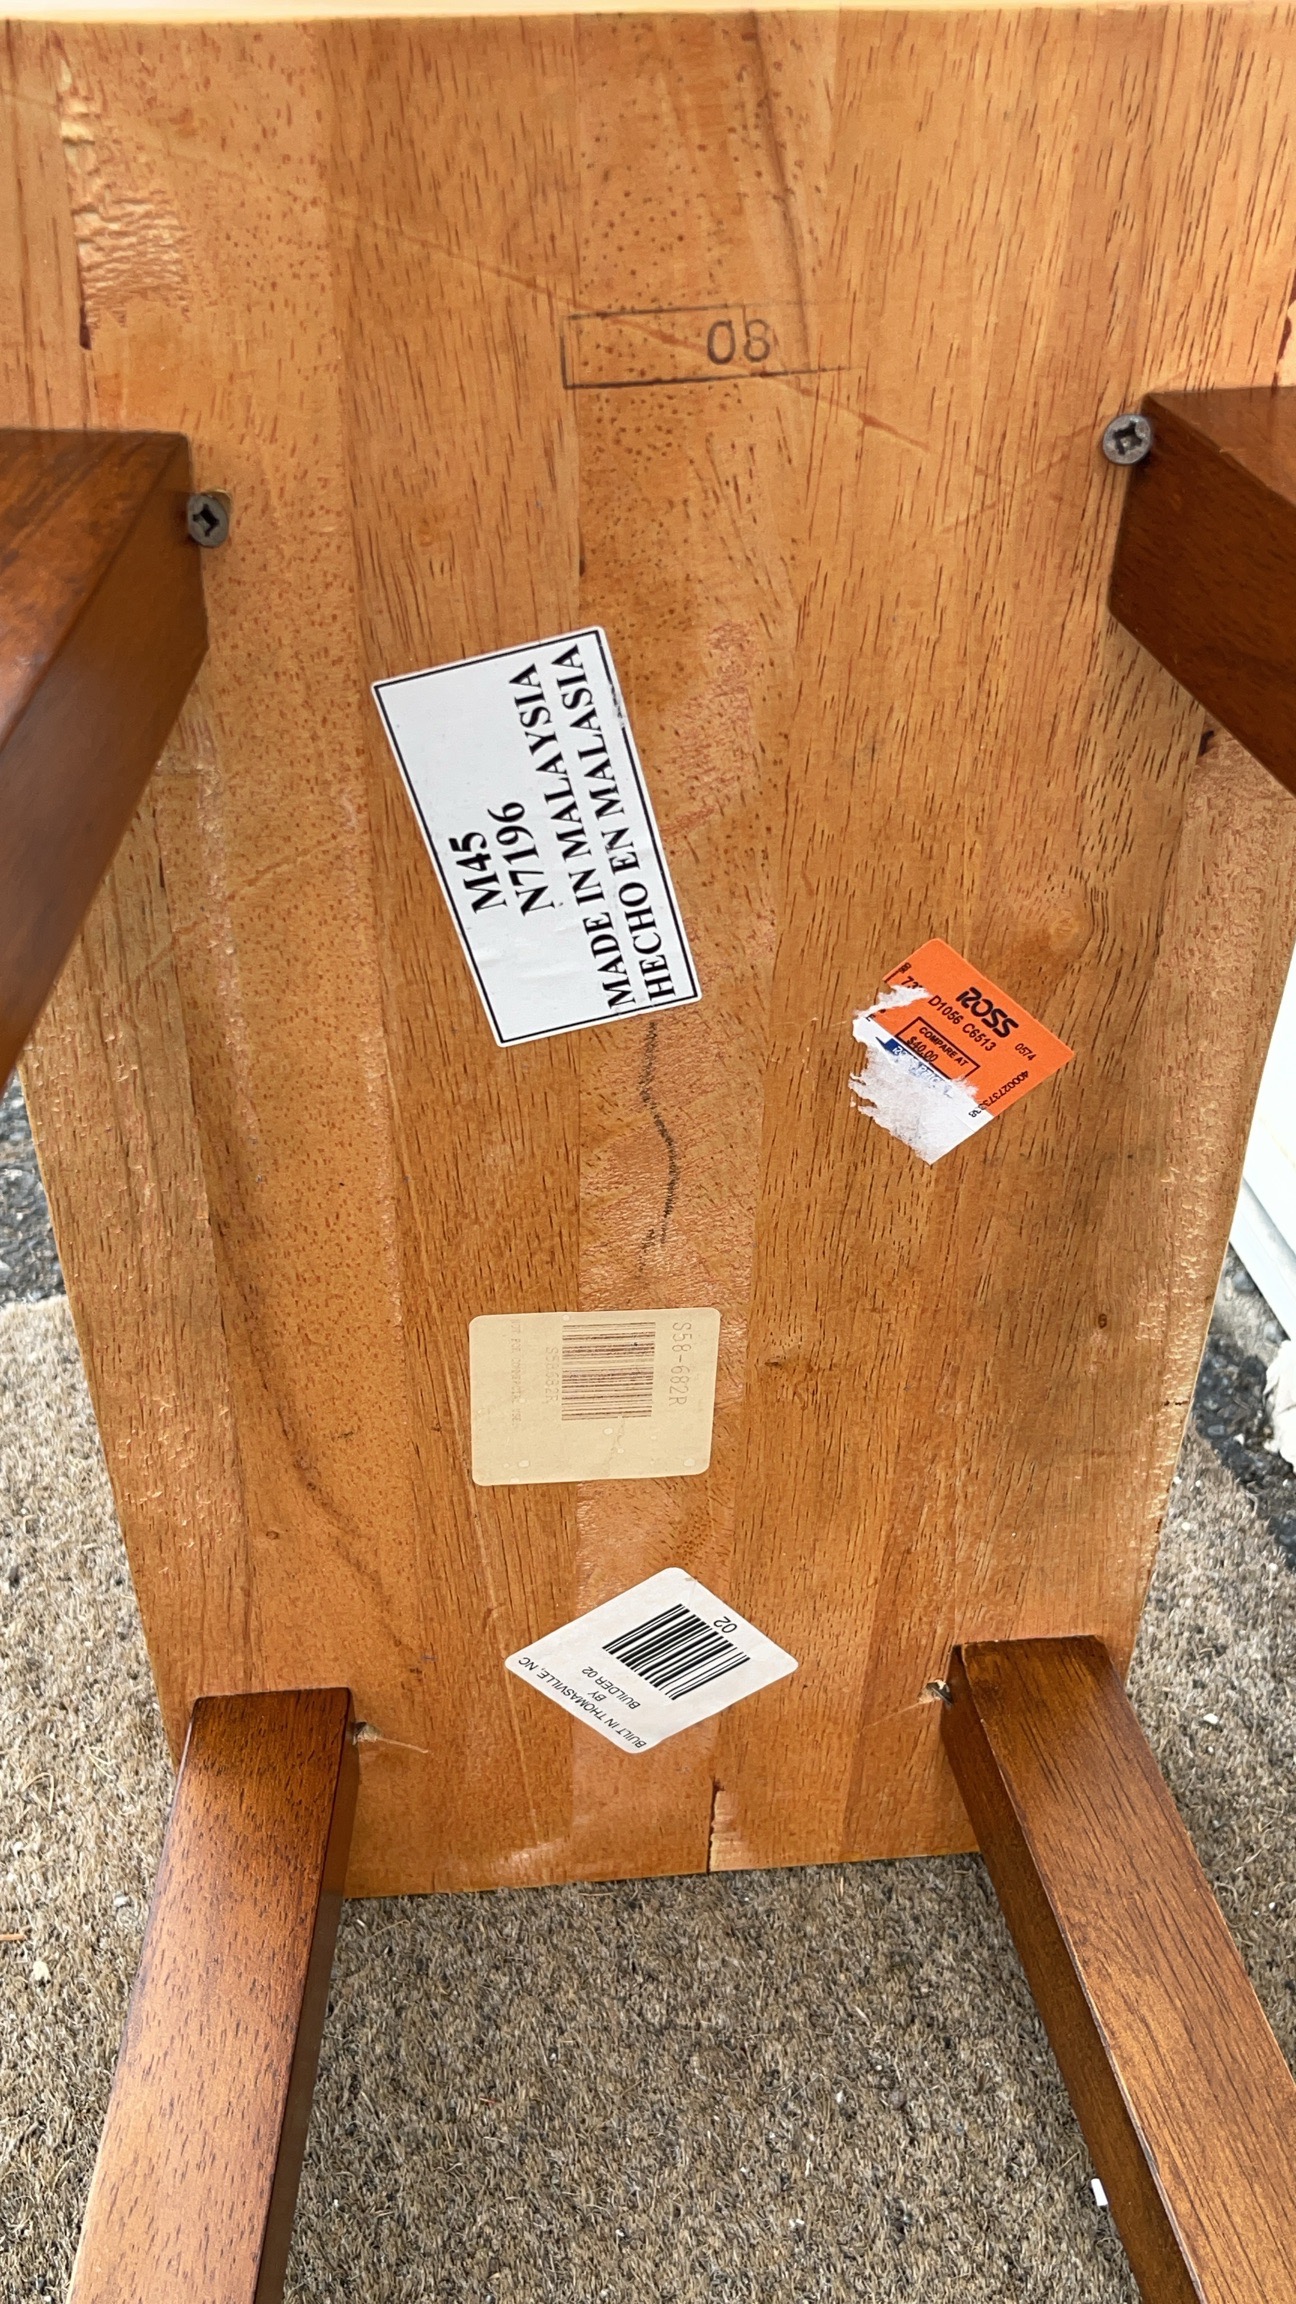 08
M45
N7196
MADE IN MALAYSIA
HECHO EN MALASIA
ROSS
D1056 C6513
0574
COMPARE AT
$40.00
S58-682R
S58682R
02
BUILDER 02
BY
BUILT IN THOMASVILLE, NC